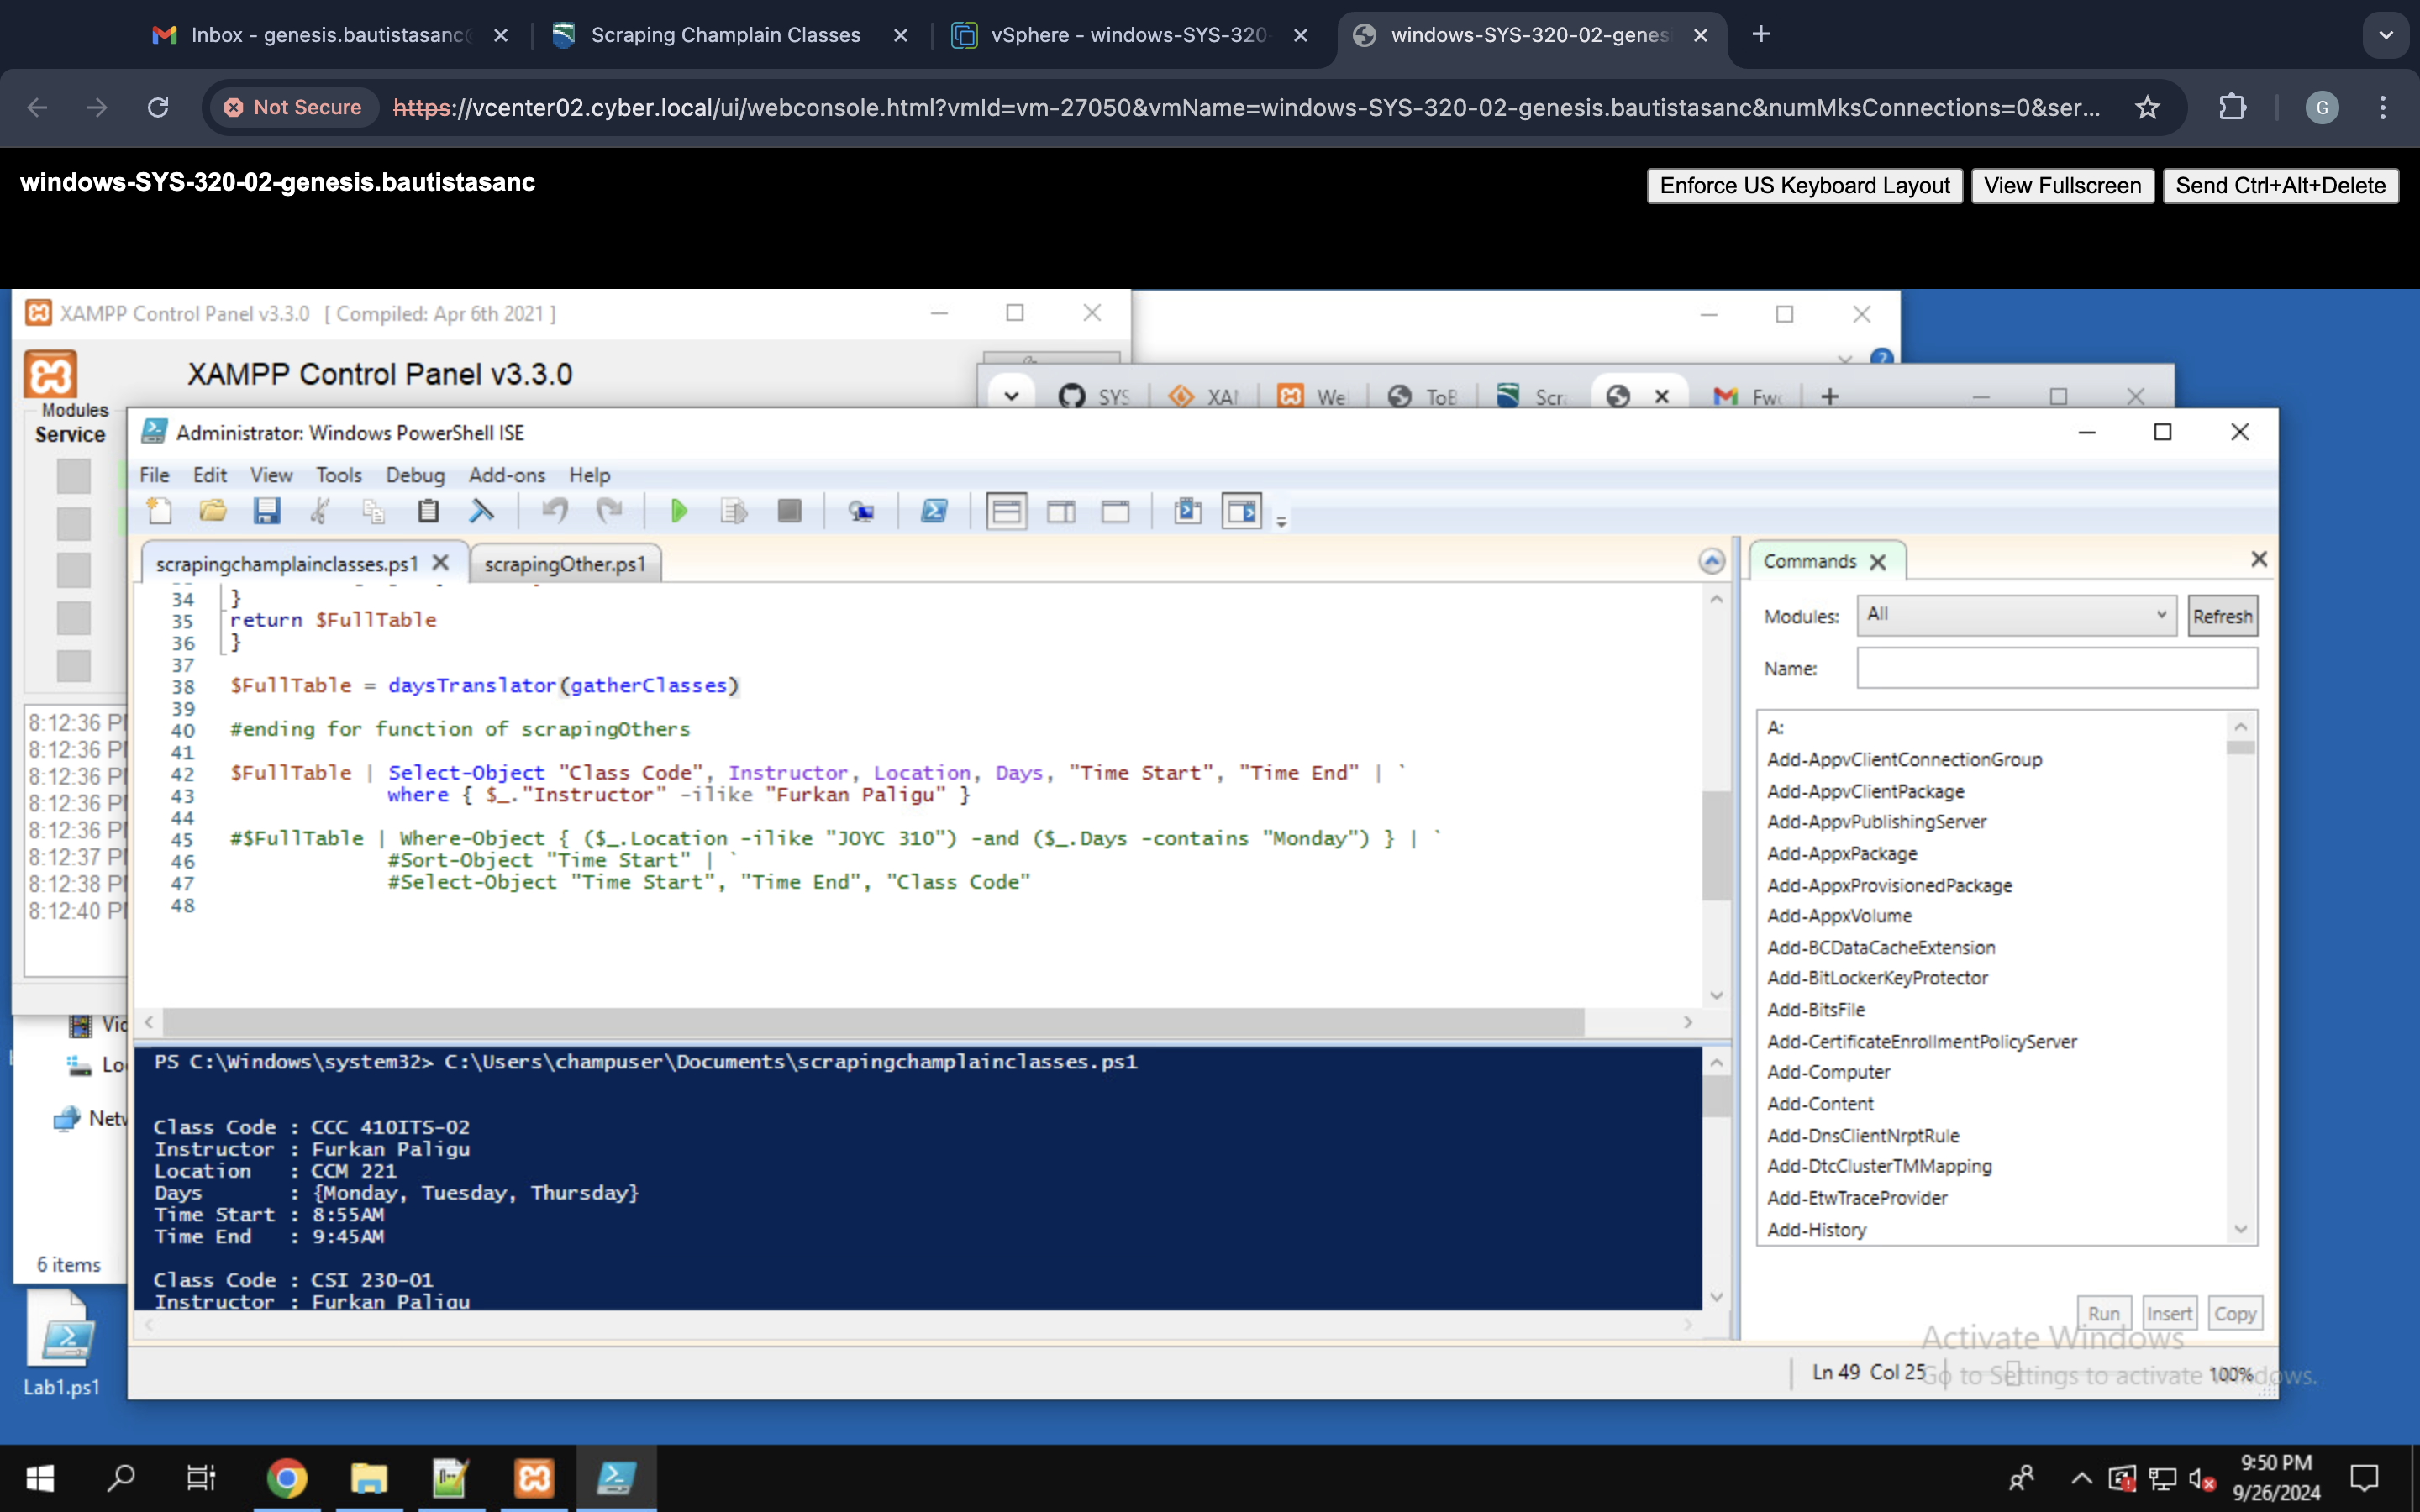 Inbox - genesis.bautistasanc
Scraping Champlain Classes
vSphere - windows-SYS-320
windows-SYS-320-02-genes
Not Secure
https://vcenter02.cyber.local/ui/webconsole.html?vmId=vm-27050&vmName=windows-SYS-320-02-genesis.bautistasanc&numMksConnections=0&ser...
G
windows-SYS-320-02-genesis.bautistasanc
Enforce US Keyboard Layout
View Fullscreen
Send Ctrl+Alt+Delete
XAMPP Control Panel v3.3.0 [ Compiled: Apr 6th 2021 ]
XAMPP Control Panel v3.3.0
Modules
Service
SYS
XAI
We
ToB
Scr
Fw
Administrator: Windows PowerShell ISE
File Edit View Tools Debug Add-ons Help
scrapingchamplainclasses.ps1
scrapingOther.ps1
34 }
35 return $FullTable
36 }
37
38 $FullTable = daysTranslator(gatherClasses)
39
40 #ending for function of scrapingOthers
41
42 $FullTable | Select-Object "Class Code", Instructor, Location, Days, "Time Start", "Time End" | `
43 where { $_."Instructor" -ilike "Furkan Paligu" }
44
45 #$FullTable | Where-Object { ($_.Location -ilike "JOYC 310") -and ($_.Days -contains "Monday") } | `
46 #Sort-Object "Time Start" | `
47 #Select-Object "Time Start", "Time End", "Class Code"
48
8:12:36 P
8:12:36 P
8:12:36 P
8:12:36 P
8:12:36 P
8:12:37 P
8:12:38 P
8:12:40 P
Vic
Lo
Netv
6 items
Lab1.ps1
PS C:\Windows\system32> C:\Users\champuser\Documents\scrapingchamplainclasses.ps1
Class Code : CCC 410ITS-02
Instructor : Furkan Paligu
Location : CCM 221
Days : {Monday, Tuesday, Thursday}
Time Start : 8:55AM
Time End : 9:45AM
Class Code : CSI 230-01
Instructor : Furkan Paligu
Commands
Modules: All
Refresh
Name:
A:
Add-AppvClientConnectionGroup
Add-AppvClientPackage
Add-AppvPublishingServer
Add-AppxPackage
Add-AppxProvisionedPackage
Add-AppxVolume
Add-BCDataCacheExtension
Add-BitLockerKeyProtector
Add-BitsFile
Add-CertificateEnrollmentPolicyServer
Add-Computer
Add-Content
Add-DnsClientNrptRule
Add-DtcClusterTMMapping
Add-EtwTraceProvider
Add-History
Run
Insert
Copy
Activate Windows
Go to Settings to activate Windows.
Ln 49 Col 25
100%
9:50 PM
9/26/2024